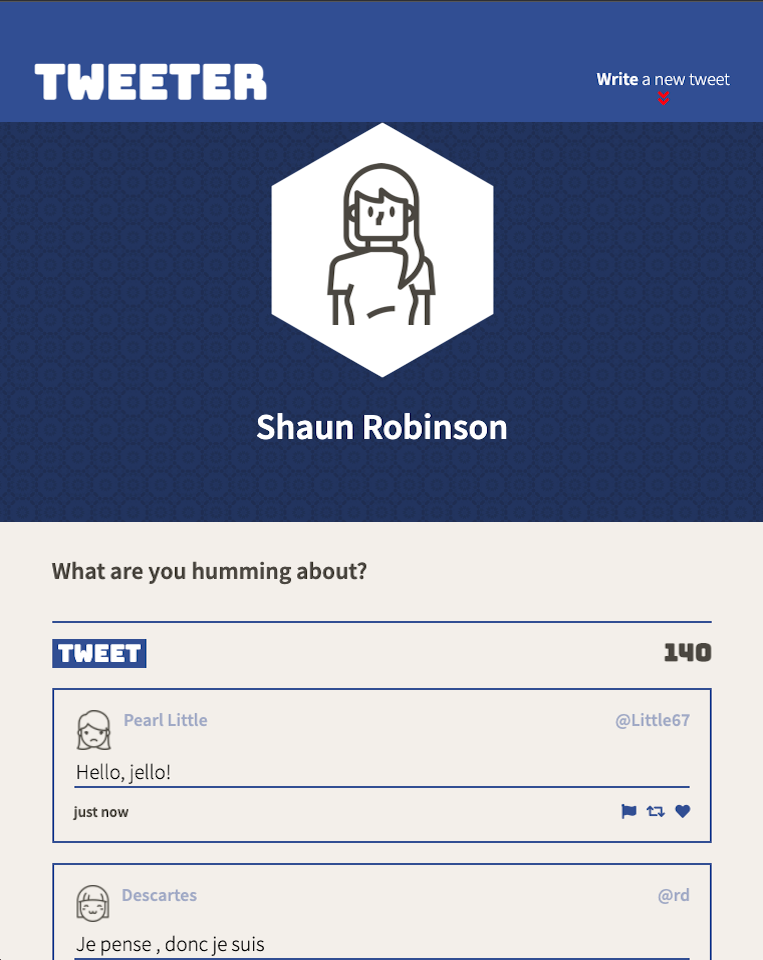 TWEETER
Write a new tweet
Shaun Robinson
What are you humming about?
TWEET 140
Pearl Little @Little67
Hello, jello!
just now
Descartes @rd
Je pense , donc je suis